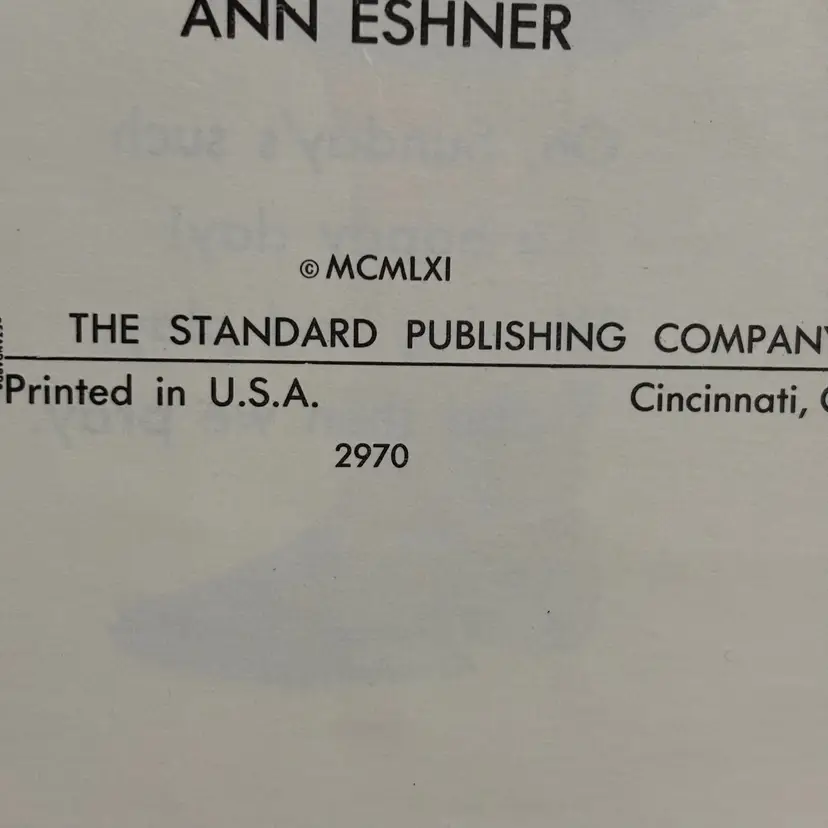 ANN ESHNER
© MCMLXI
THE STANDARD PUBLISHING COMPANY
Printed in U.S.A. Cincinnati,
2970